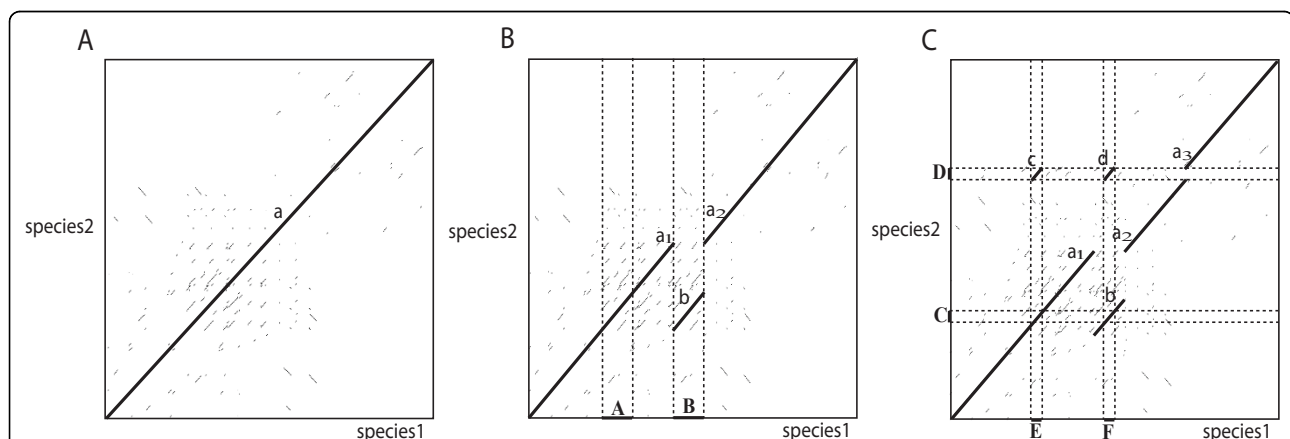 A
species2
a
species1
B
species2
a1
a2
b
A
B
species1
C
species2
D
C
c
d
a3
a2
a1
b
E
F
species1